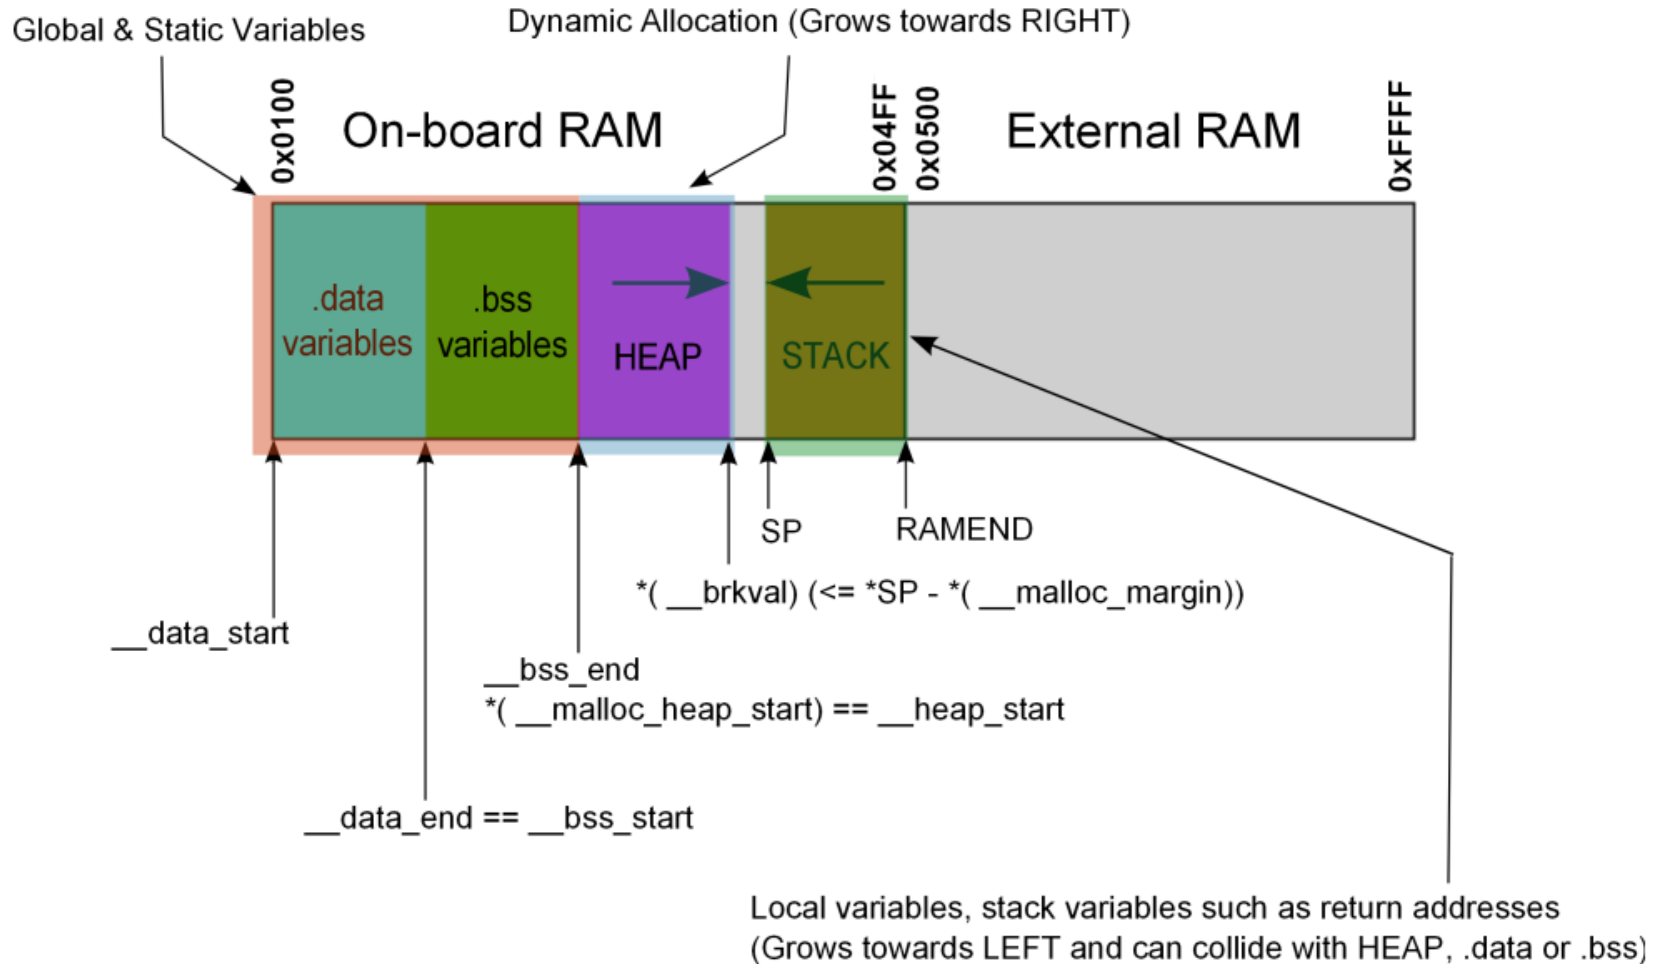 Global & Static Variables
Dynamic Allocation (Grows towards RIGHT)
0x0100
On-board RAM
0x04FF
0x0500
External RAM
0xFFFF
.data
variables
.bss
variables
HEAP
STACK
SP
RAMEND
*( __brkval) (<= *SP - *( __malloc_margin))
__data_start
__bss_end
*( __malloc_heap_start) == __heap_start
__data_end == __bss_start
Local variables, stack variables such as return addresses
(Grows towards LEFT and can collide with HEAP, .data or .bss)